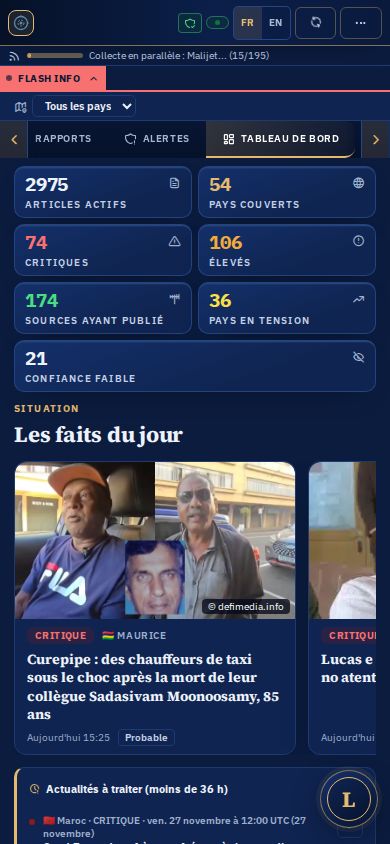 FR EN
Collecte en parallèle : Malijet... (15/195)
FLASH INFO
Tous les pays
RAPPORTS ALERTES TABLEAU DE BORD
2975
ARTICLES ACTIFS
54
PAYS COUVERTS
74
CRITIQUES
106
ÉLEVÉS
174
SOURCES AYANT PUBLIÉ
36
PAYS EN TENSION
21
CONFIANCE FAIBLE
SITUATION
Les faits du jour
FILA
© defimedia.info
CRITIQUE MAURICE
Curepipe : des chauffeurs de taxi
sous le choc après la mort de leur
collègue Sadasivam Moonoosamy, 85
ans
Aujourd'hui 15:25 Probable
CRITIQU
Lucas e
no atent
Aujourd'hui
Actualités à traiter (moins de 36 h)
Maroc · CRITIQUE · ven. 27 novembre à 12:00 UTC (27
novembre)
L